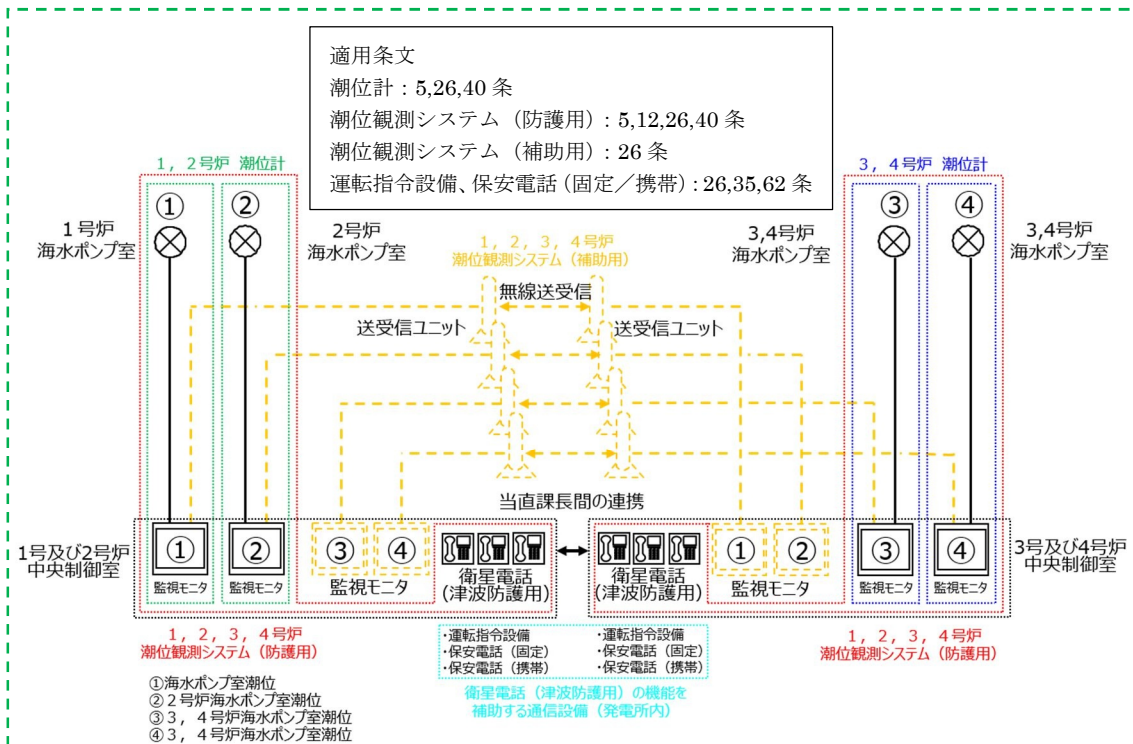 適用条文
潮位計：5,26,40 条
潮位観測システム（防護用）：5,12,26,40 条
潮位観測システム（補助用）：26 条
運転指令設備、保安電話（固定／携帯）：26,35,62 条
1，2号炉 潮位計
3，4号炉 潮位計
①
②
③
④
1号炉
海水ポンプ室
2号炉
海水ポンプ室
1，2，3，4号炉
潮位観測システム（補助用）
3,4号炉
海水ポンプ室
3,4号炉
海水ポンプ室
無線送受信
送受信ユニット
送受信ユニット
当直課長間の連携
1号及び2号炉
中央制御室
①
監視モニタ
②
監視モニタ
③
④
衛星電話
(津波防護用)
衛星電話
(津波防護用)
①
②
監視モニタ
③
監視モニタ
④
監視モニタ
3号及び4号炉
中央制御室
1，2，3，4号炉
潮位観測システム（防護用）
・運転指令設備
・保安電話（固定）
・保安電話（携帯）
・運転指令設備
・保安電話（固定）
・保安電話（携帯）
1，2，3，4号炉
潮位観測システム（防護用）
衛星電話（津波防護用）の機能を
補助する通信設備（発電所内）
①海水ポンプ室潮位
②2号炉海水ポンプ室潮位
③3，4号炉海水ポンプ室潮位
④3，4号炉海水ポンプ室潮位